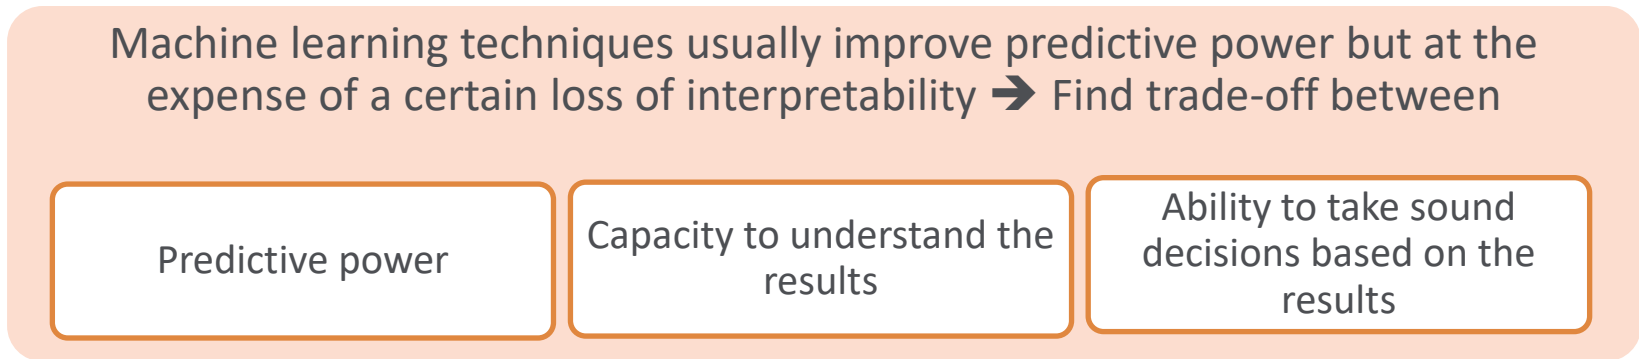 Machine learning techniques usually improve predictive power but at the
expense of a certain loss of interpretability ➔ Find trade-off between
Predictive power
Capacity to understand the
results
Ability to take sound
decisions based on the
results